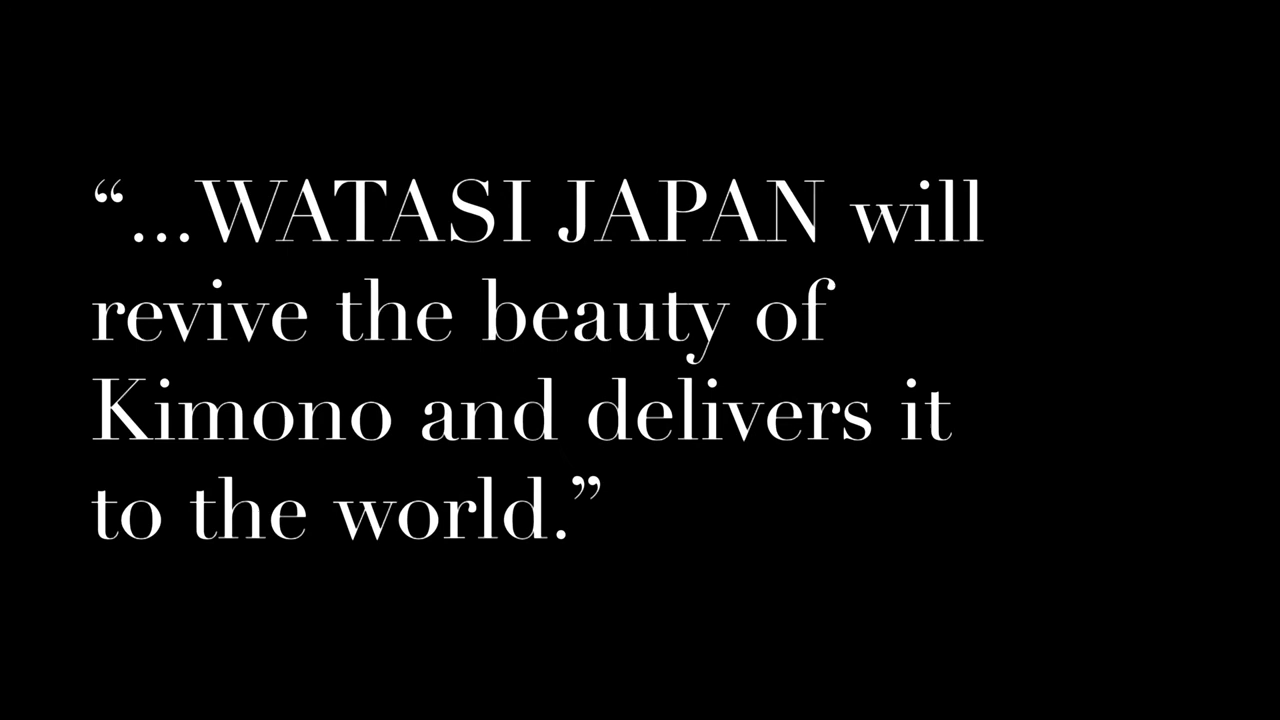 “...WATASI JAPAN will
revive the beauty of
Kimono and delivers it
to the world.”